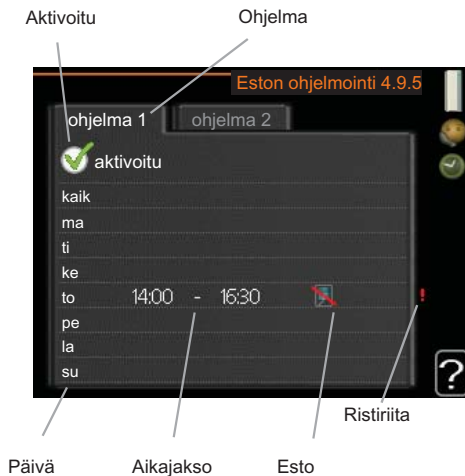 Aktivoitu Ohjelma
Eston ohjelmointi 4.9.5
ohjelma 1 ohjelma 2
aktivoitu
kaik
ma
ti
ke
to 14:00 - 16:30 !
pe
la
su
?
Ristiriita
Päivä Aikajakso Esto